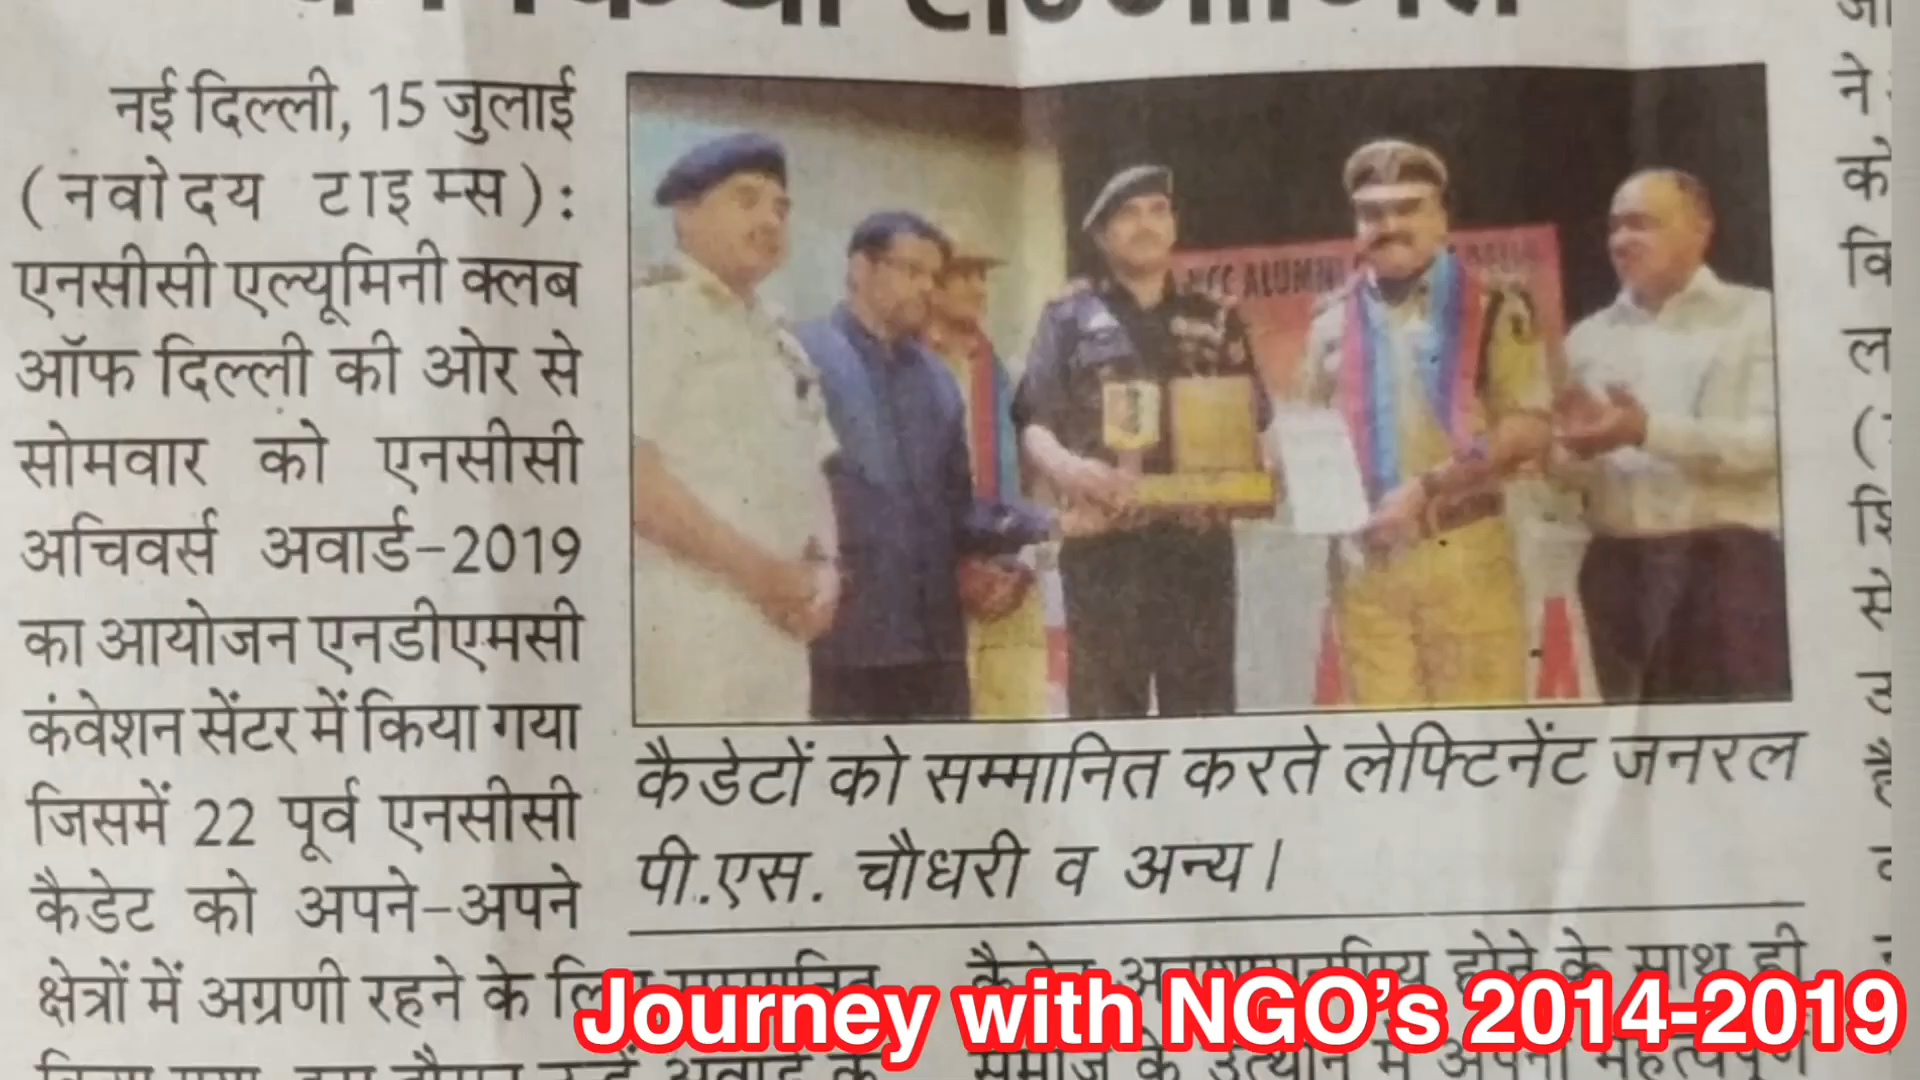 नई दिल्ली, 15 जुलाई
(नवोदय टाइम्स):
एनसीसी एल्यूमिनी क्लब
ऑफ दिल्ली की ओर से
सोमवार को एनसीसी
अचिवर्स अवार्ड-2019
का आयोजन एनडीएमसी
कंवेशन सेंटर में किया गया
जिसमें 22 पूर्व एनसीसी
कैडेट को अपने-अपने
क्षेत्रों में अग्रणी रहने के
NCC ALUMNI
कैडेटों को सम्मानित करते लेफ्टिनेंट जनरल
पी.एस. चौधरी व अन्य।
होने के साथ ही
Journey with NGO’s 2014-2019